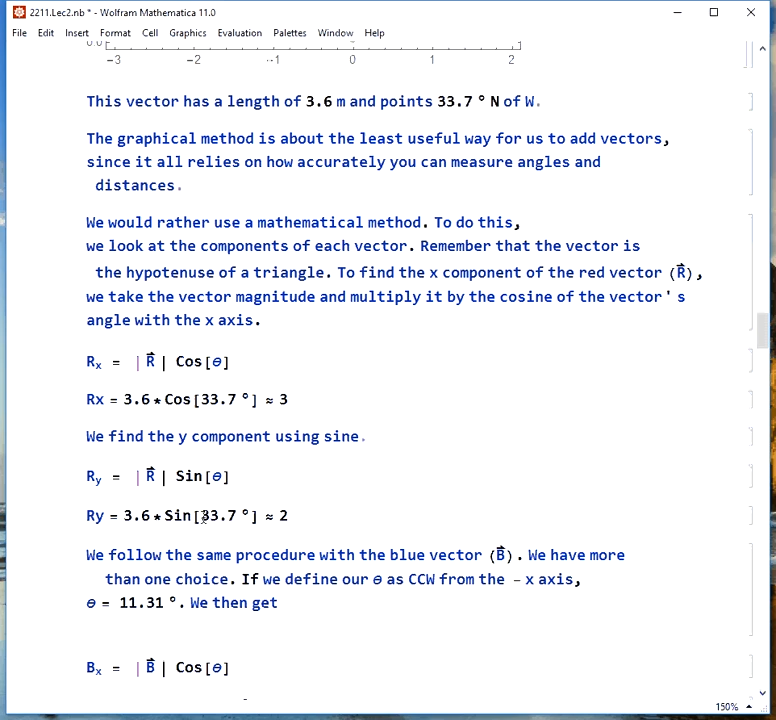 2211.Lec2.nb * - Wolfram Mathematica 11.0
File Edit Insert Format Cell Graphics Evaluation Palettes Window Help
0.0
-3 -2 -1 0 1 2
This vector has a length of 3.6 m and points 33.7 ° N of W.
The graphical method is about the least useful way for us to add vectors,
since it all relies on how accurately you can measure angles and
distances.
We would rather use a mathematical method. To do this,
we look at the components of each vector. Remember that the vector is
the hypotenuse of a triangle. To find the x component of the red vector (R⃗),
we take the vector magnitude and multiply it by the cosine of the vector's
angle with the x axis.
Rₓ = | R⃗ | Cos[θ]
Rx = 3.6 * Cos[33.7 °] ≈ 3
We find the y component using sine.
R_y = | R⃗ | Sin[θ]
Ry = 3.6 * Sin[33.7 °] ≈ 2
We follow the same procedure with the blue vector (B⃗). We have more
than one choice. If we define our θ as CCW from the - x axis,
θ = 11.31 °. We then get
Bₓ = | B⃗ | Cos[θ]
150%